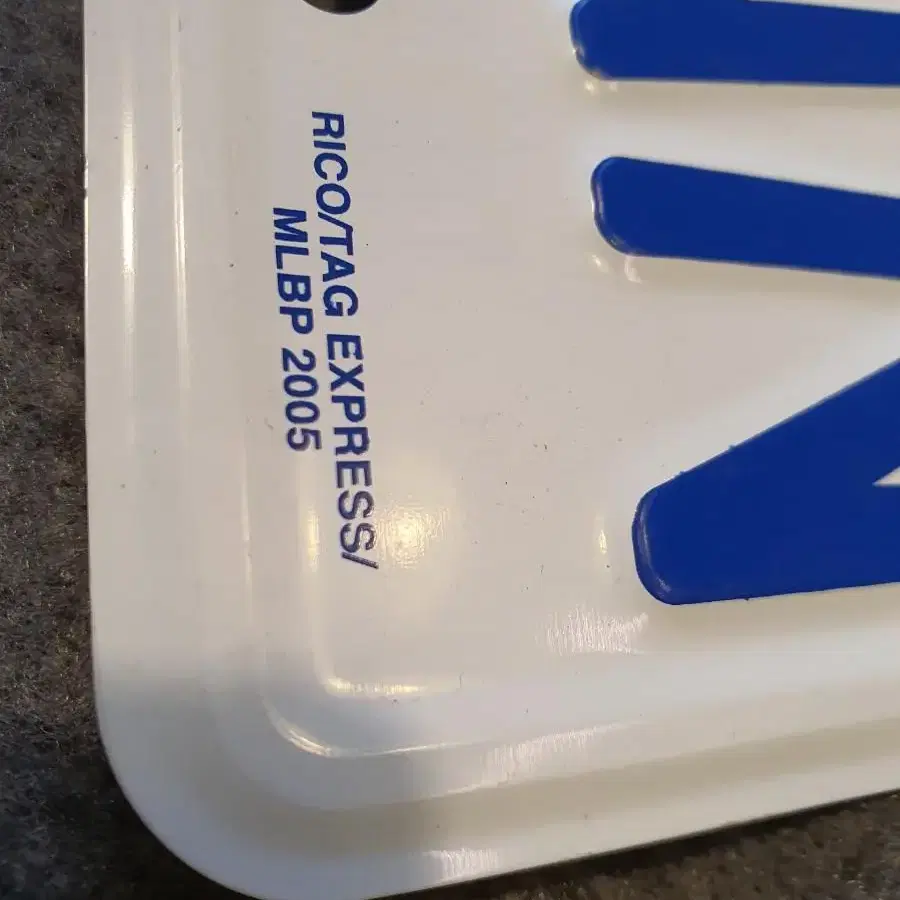 RICO/TAG EXPRESS/
MLBP 2005